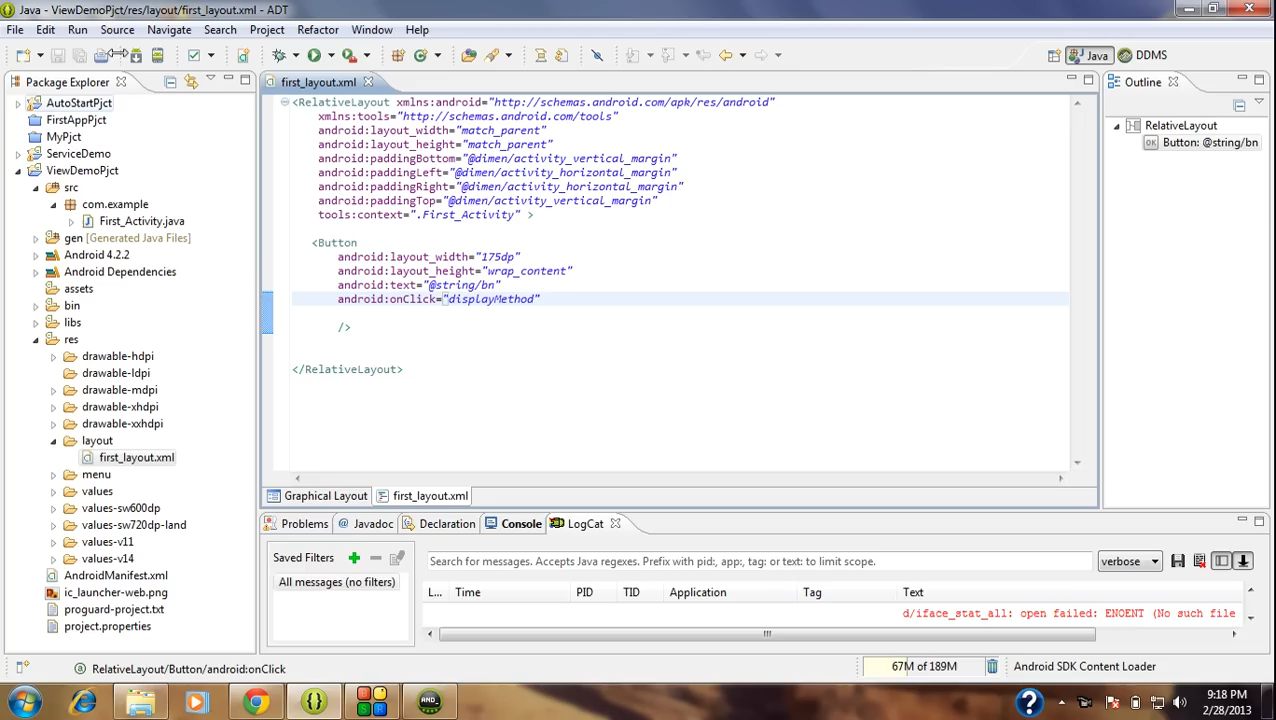 Java - ViewDemoPjct/res/layout/first_layout.xml - ADT
File Edit Run Source Navigate Search Project Refactor Window Help
Java DDMS
Package Explorer
AutoStartPjct
FirstAppPjct
MyPjct
ServiceDemo
ViewDemoPjct
src
com.example
First_Activity.java
gen [Generated Java Files]
Android 4.2.2
Android Dependencies
assets
bin
libs
res
drawable-hdpi
drawable-ldpi
drawable-mdpi
drawable-xhdpi
drawable-xxhdpi
layout
first_layout.xml
menu
values
values-sw600dp
values-sw720dp-land
values-v11
values-v14
AndroidManifest.xml
ic_launcher-web.png
proguard-project.txt
project.properties
first_layout.xml
<RelativeLayout xmlns:android="http://schemas.android.com/apk/res/android"
xmlns:tools="http://schemas.android.com/tools"
android:layout_width="match_parent"
android:layout_height="match_parent"
android:paddingBottom="@dimen/activity_vertical_margin"
android:paddingLeft="@dimen/activity_horizontal_margin"
android:paddingRight="@dimen/activity_horizontal_margin"
android:paddingTop="@dimen/activity_vertical_margin"
tools:context=".First_Activity" >
<Button
android:layout_width="175dp"
android:layout_height="wrap_content"
android:text="@string/bn"
android:onClick="displayMethod"
/>
</RelativeLayout>
Graphical Layout first_layout.xml
Outline
RelativeLayout
OK Button: @string/bn
Problems @ Javadoc Declaration Console LogCat
Saved Filters
All messages (no filters)
Search for messages. Accepts Java regexes. Prefix with pid:, app:, tag: or text: to limit scope.
verbose
L... Time PID TID Application Tag Text
d/iface_stat_all: open failed: ENOENT (No such file
RelativeLayout/Button/android:onClick
67M of 189M
Android SDK Content Loader
AND_
9:18 PM
2/28/2013